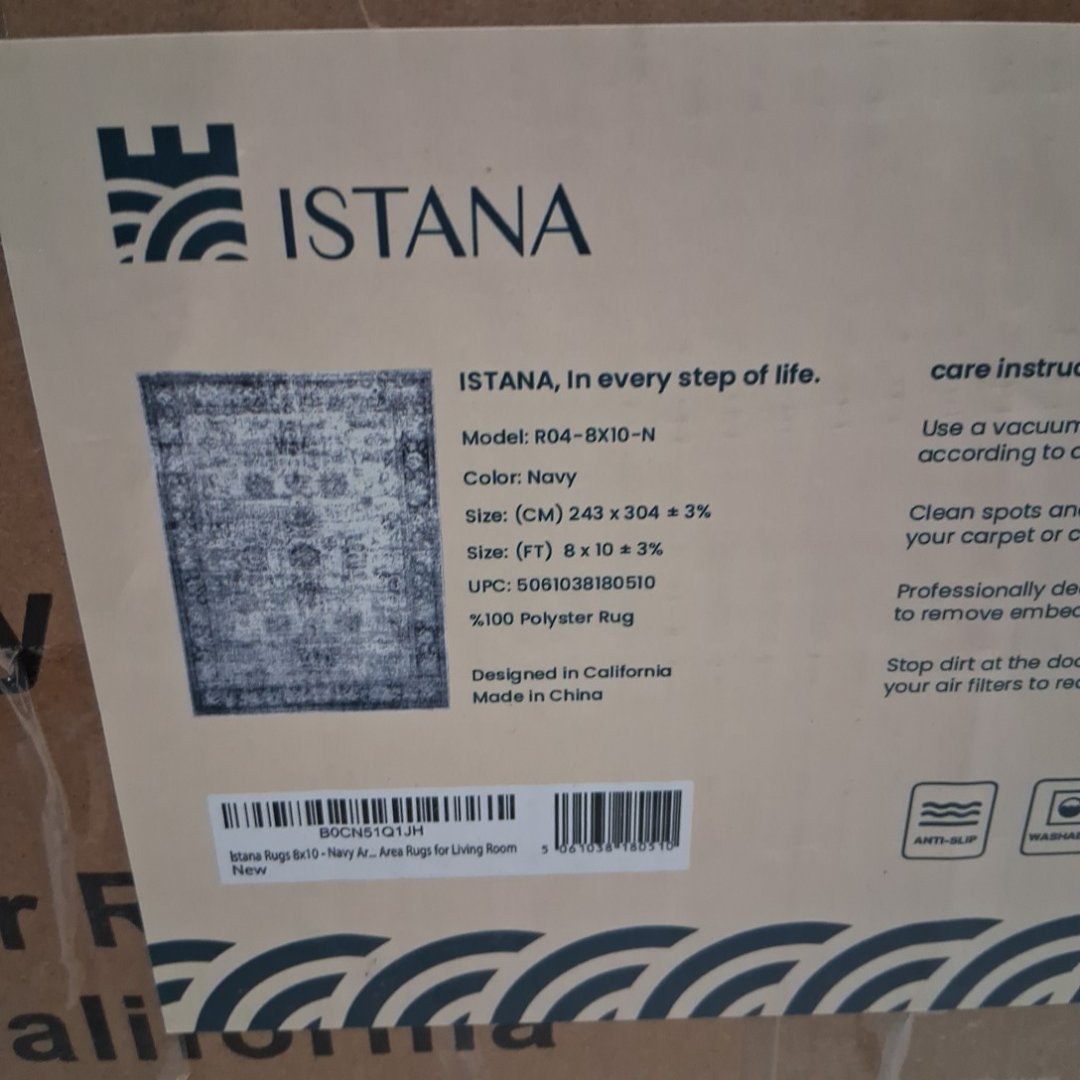 ISTANA
ISTANA, In every step of life.
Model: R04-8X10-N
Color: Navy
Size: (CM) 243 x 304 ± 3%
Size: (FT) 8 x 10 ± 3%
UPC: 5061038180510
%100 Polyster Rug
Designed in California
Made in China
care instruc
Use a vacuum
according to c
Clean spots an
your carpet or c
Professionally de
to remove embed
Stop dirt at the doo
your air filters to re
B0CN51Q1JH
Istana Rugs 8x10 - Navy Ar... Area Rugs for Living Room
New
5 061038 180510
ANTI-SLIP
WASHAB
y
r R
alifornia